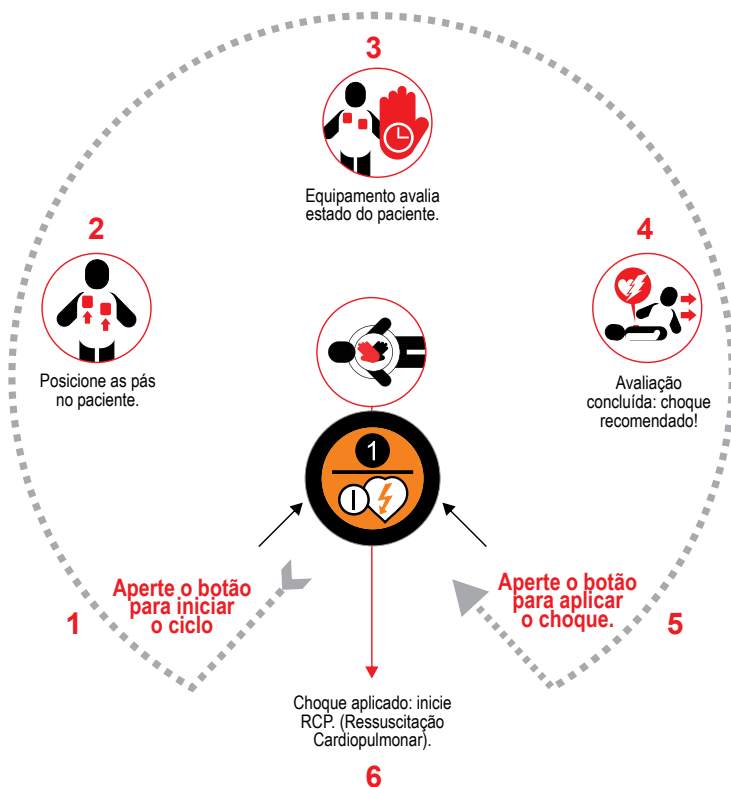 1
Aperte o botão
para iniciar
o ciclo
2
Posicione as pás
no paciente.
3
Equipamento avalia
estado do paciente.
4
Avaliação
concluída: choque
recomendado!
1
Aperte o botão
para aplicar
o choque.
5
Choque aplicado: inicie
RCP. (Ressuscitação
Cardiopulmonar).
6